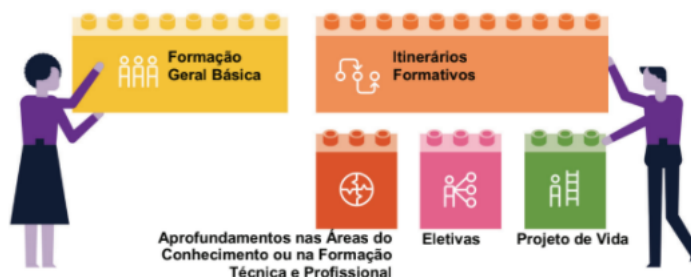 Formação
Geral Básica
Itinerários
Formativos
Aprofundamentos nas Áreas do
Conhecimento ou na Formação
Técnica e Profissional
Eletivas
Projeto de Vida